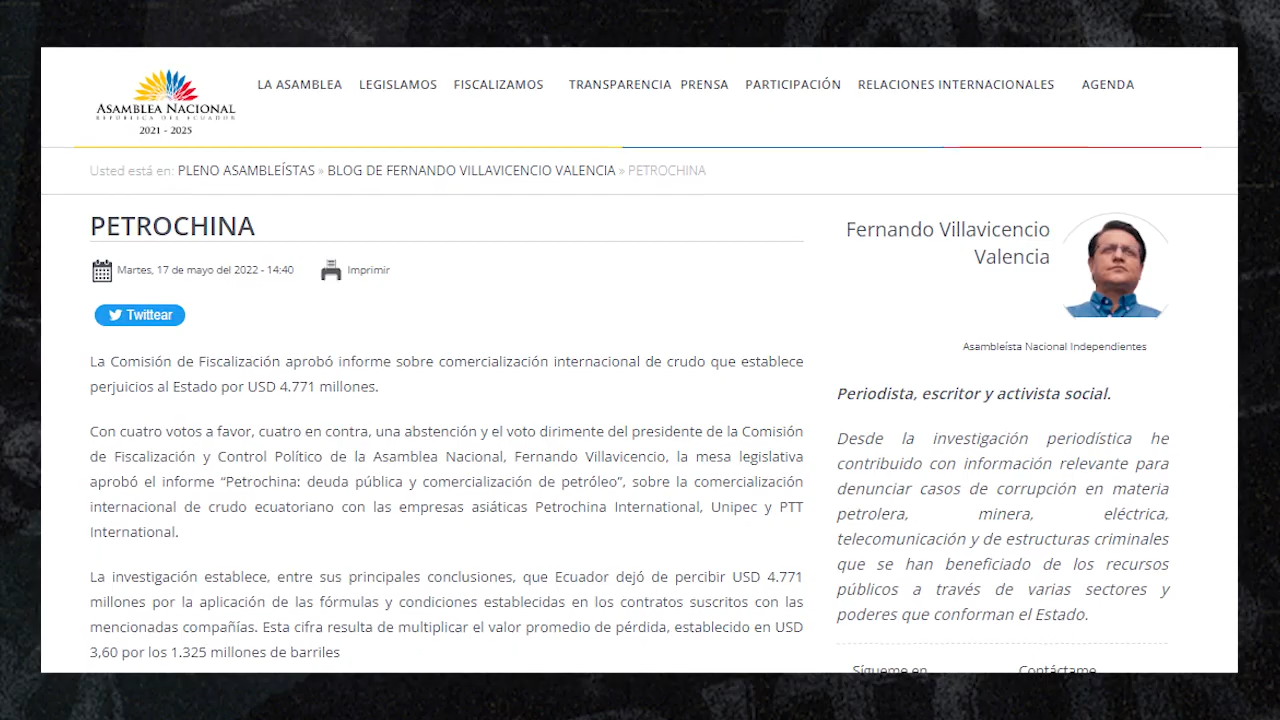 LA ASAMBLEA LEGISLAMOS FISCALIZAMOS TRANSPARENCIA PRENSA PARTICIPACIÓN RELACIONES INTERNACIONALES AGENDA
ASAMBLEA NACIONAL
REPÚBLICA DEL ECUADOR
2021 - 2025
Usted está en: PLENO ASAMBLEÍSTAS » BLOG DE FERNANDO VILLAVICENCIO VALENCIA » PETROCHINA
PETROCHINA
Martes, 17 de mayo del 2022 - 14:40 Imprimir
Twittear
La Comisión de Fiscalización aprobó informe sobre comercialización internacional de crudo que establece
perjuicios al Estado por USD 4.771 millones.
Con cuatro votos a favor, cuatro en contra, una abstención y el voto dirimente del presidente de la Comisión
de Fiscalización y Control Político de la Asamblea Nacional, Fernando Villavicencio, la mesa legislativa
aprobó el informe “Petrochina: deuda pública y comercialización de petróleo”, sobre la comercialización
internacional de crudo ecuatoriano con las empresas asiáticas Petrochina International, Unipec y PTT
International.
La investigación establece, entre sus principales conclusiones, que Ecuador dejó de percibir USD 4.771
millones por la aplicación de las fórmulas y condiciones establecidas en los contratos suscritos con las
mencionadas compañías. Esta cifra resulta de multiplicar el valor promedio de pérdida, establecido en USD
3,60 por los 1.325 millones de barriles
Fernando Villavicencio
Valencia
Asambleísta Nacional Independientes
Periodista, escritor y activista social.
Desde la investigación periodística he
contribuido con información relevante para
denunciar casos de corrupción en materia
petrolera, minera, eléctrica,
telecomunicación y de estructuras criminales
que se han beneficiado de los recursos
públicos a través de varias sectores y
poderes que conforman el Estado.
Sígueme en Contáctame